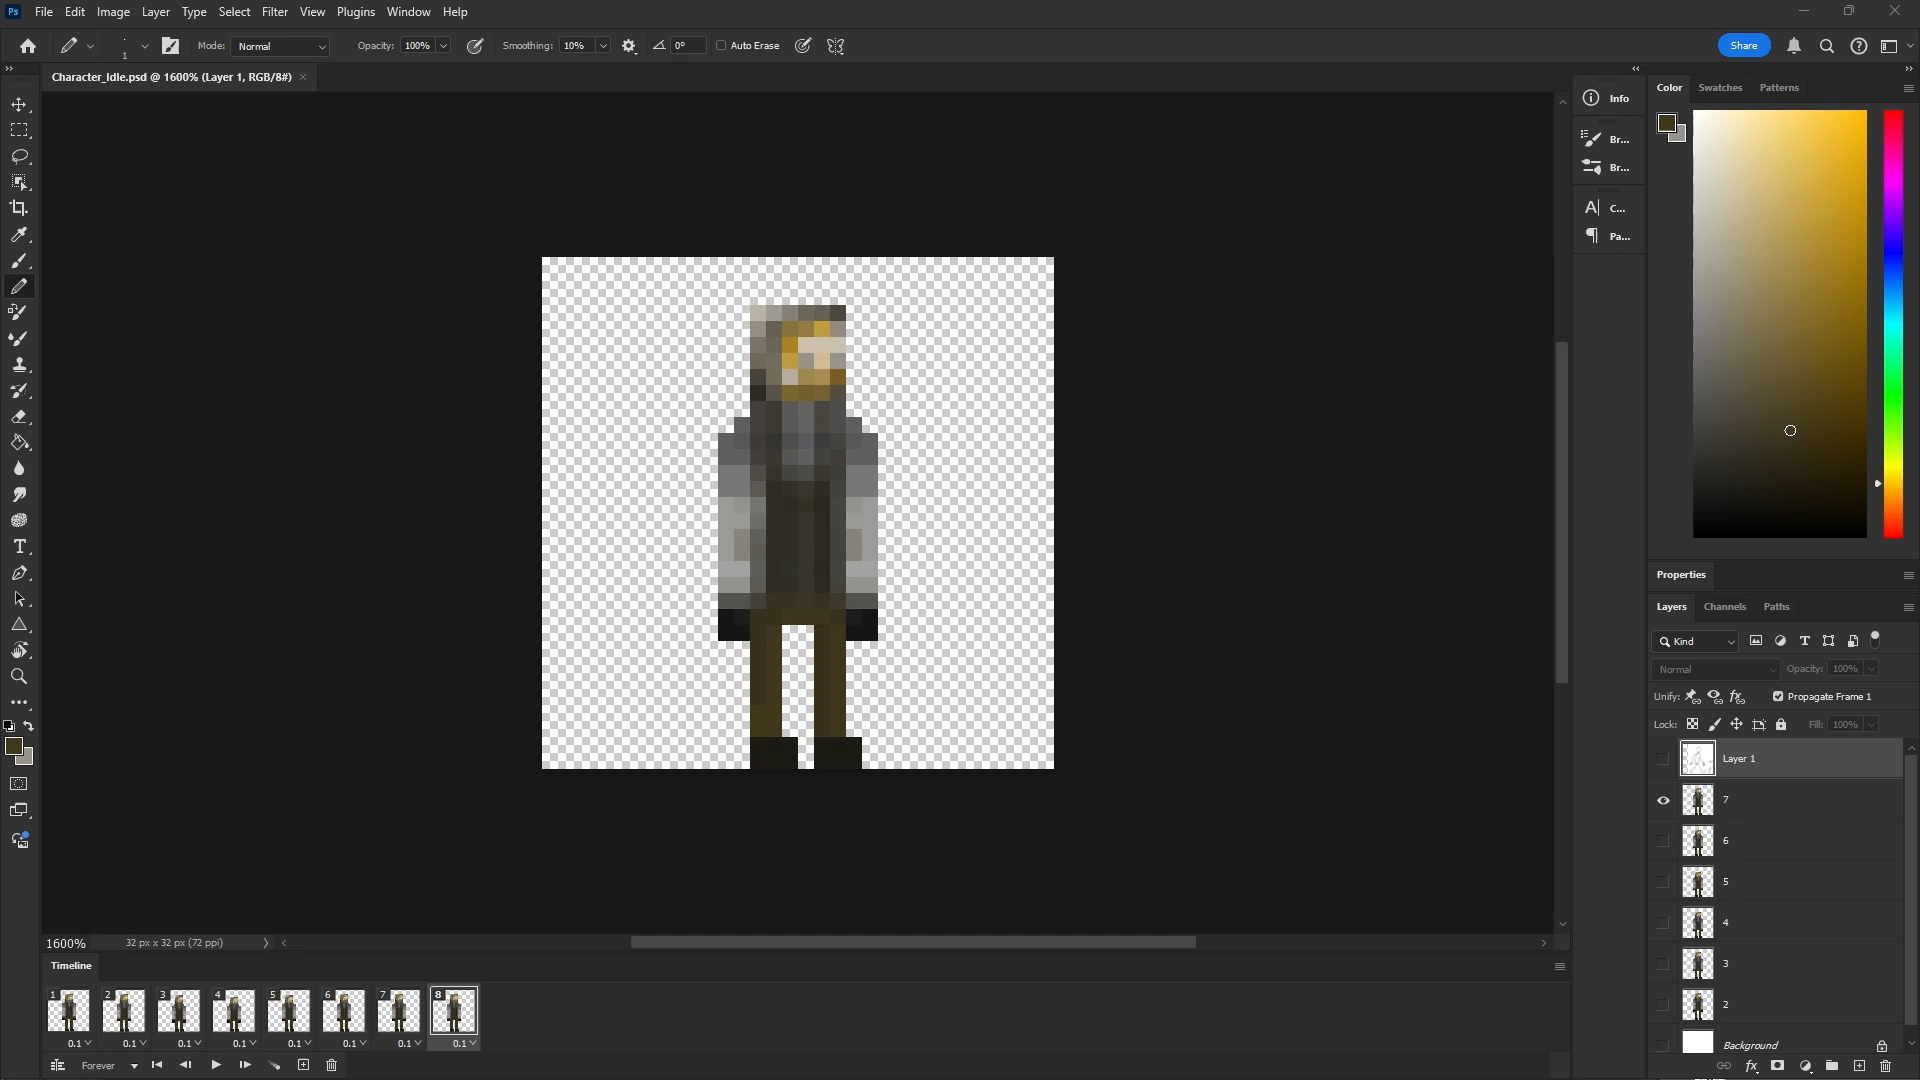 Ps File Edit Image Layer Type Select Filter View Plugins Window Help
1 Mode: Normal Opacity: 100% Smoothing: 10% 0° Auto Erase Share
Character_Idle.psd @ 1600% (Layer 1, RGB/8#)
Info
Br...
Br...
C...
Pa...
Color Swatches Patterns
Properties
Layers Channels Paths
Kind
Normal Opacity: 100%
Unify: Propagate Frame 1
Lock: Fill: 100%
Layer 1
7
6
5
4
3
2
Background
1600% 32 px x 32 px (72 ppi)
Timeline
1 2 3 4 5 6 7 8
0.1 0.1 0.1 0.1 0.1 0.1 0.1 0.1
Forever